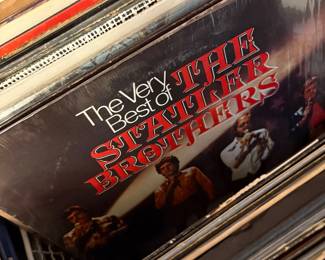 The Very
Best of THE
STATLER
BROTHERS